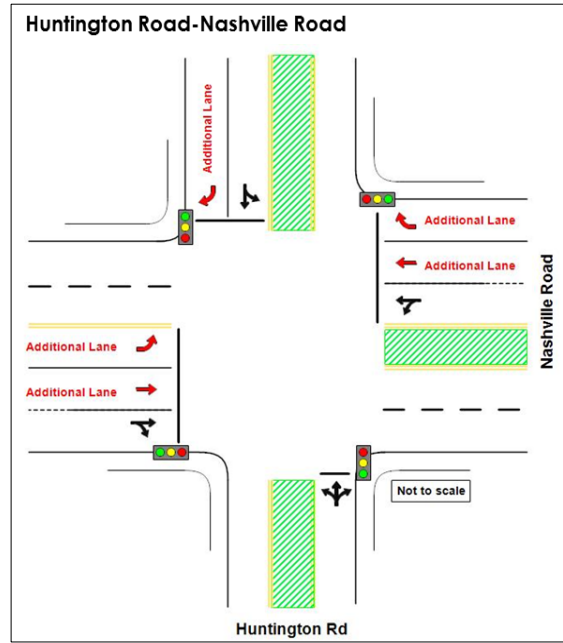 Huntington Road-Nashville Road
Additional Lane
Additional Lane
Additional Lane
Nashville Road
Additional Lane
Additional Lane
Not to scale
Huntington Rd